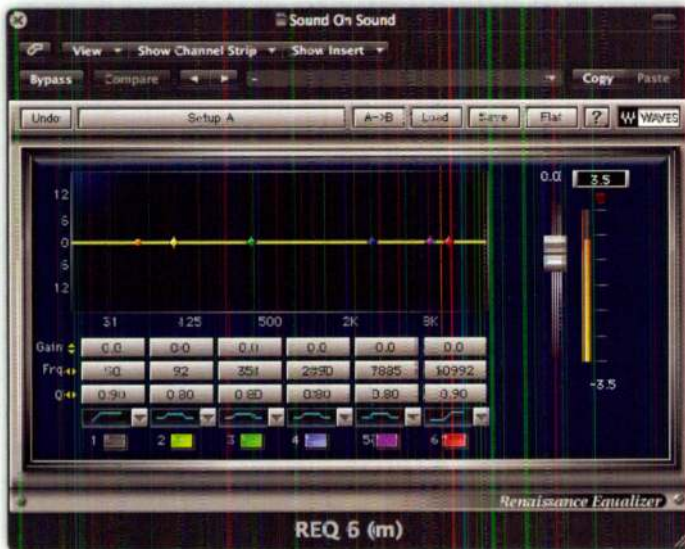 Sound On Sound
View Show Channel Strip Show Insert
Bypass Compare - Copy Paste
Undo Setup A A->B Load Save Flat ? WAVES
12
6
0
6
12
0.0 3.5
-3.5
31 125 500 2K 8K
Gain 0.0 0.0 0.0 0.0 0.0 0.0
Frq 92 351 2890 7885 10992
Q 0.90 0.80 0.80 0.80 0.80 0.90
1 2 3 4 5 6
Renaissance Equalizer
REQ 6 (m)